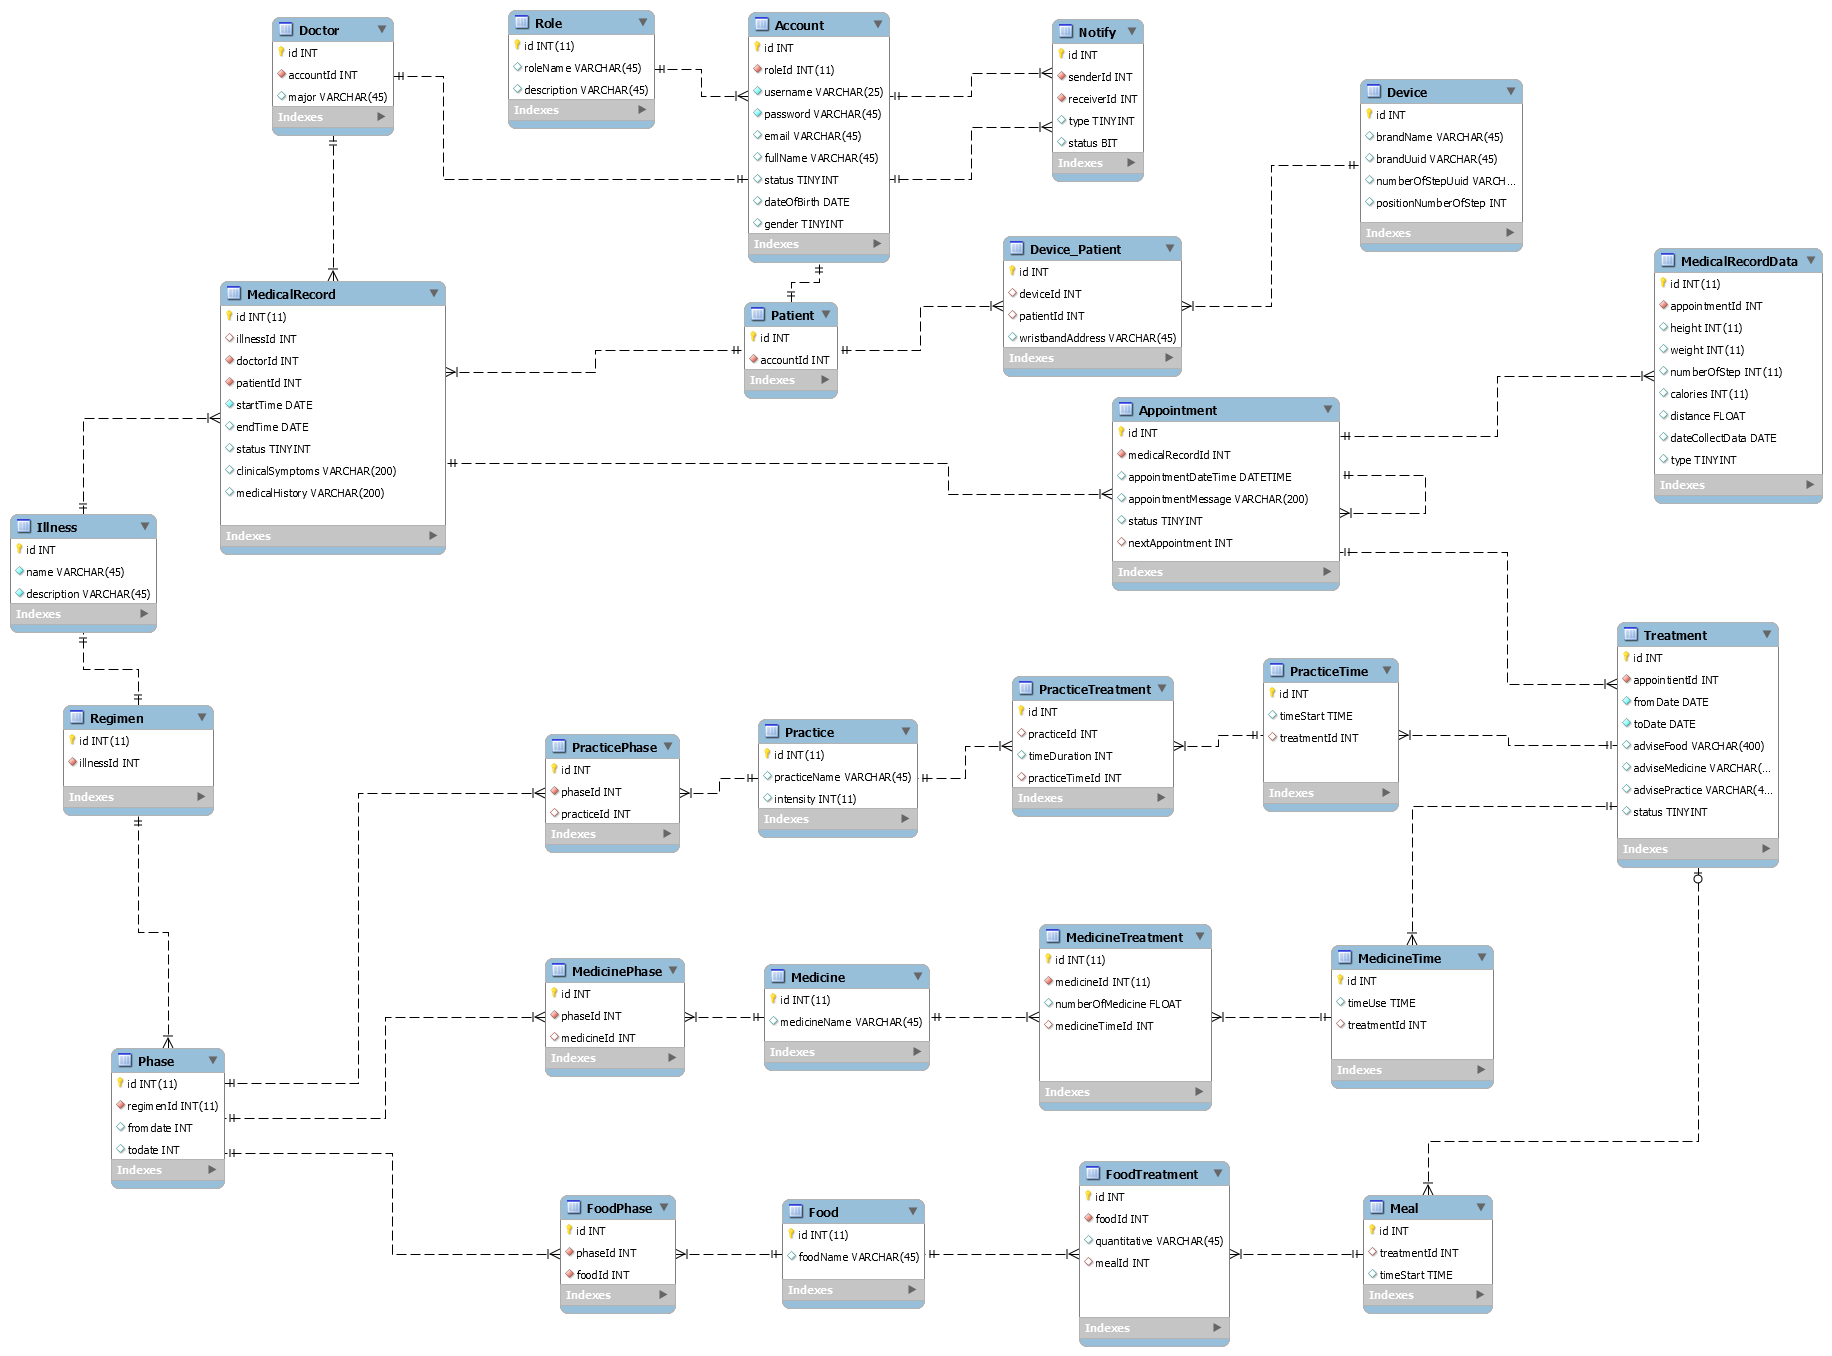 Doctor
id INT
accountId INT
major VARCHAR(45)
Indexes
Role
id INT(11)
roleName VARCHAR(45)
description VARCHAR(45)
Indexes
Account
id INT
roleId INT(11)
username VARCHAR(25)
password VARCHAR(45)
email VARCHAR(45)
fullName VARCHAR(45)
status TINYINT
dateOfBirth DATE
gender TINYINT
Indexes
Notify
id INT
senderId INT
receiverId INT
type TINYINT
status BIT
Indexes
Device
id INT
brandName VARCHAR(45)
brandUuid VARCHAR(45)
numberOfStepUuid VARCH...
positionNumberOfStep INT
Indexes
Device_Patient
id INT
deviceId INT
patientId INT
wristbandAddress VARCHAR(45)
Indexes
MedicalRecordData
id INT(11)
appointmentId INT
height INT(11)
weight INT(11)
numberOfStep INT(11)
calories INT(11)
distance FLOAT
dateCollectData DATE
type TINYINT
Indexes
MedicalRecord
id INT(11)
illnessId INT
doctorId INT
patientId INT
startTime DATE
endTime DATE
status TINYINT
clinicalSymptoms VARCHAR(200)
medicalHistory VARCHAR(200)
Indexes
Patient
id INT
accountId INT
Indexes
Appointment
id INT
medicalRecordId INT
appointmentDateTime DATETIME
appointmentMessage VARCHAR(200)
status TINYINT
nextAppointment INT
Indexes
Illness
id INT
name VARCHAR(45)
description VARCHAR(45)
Indexes
Treatment
id INT
appointientId INT
fromDate DATE
toDate DATE
adviseFood VARCHAR(400)
adviseMedicine VARCHAR(...
advisePractice VARCHAR(4...
status TINYINT
Indexes
Regimen
id INT(11)
illnessId INT
Indexes
PracticePhase
id INT
phaseId INT
practiceId INT
Indexes
Practice
id INT(11)
practiceName VARCHAR(45)
intensity INT(11)
Indexes
PracticeTreatment
id INT
practiceId INT
timeDuration INT
practiceTimeId INT
Indexes
PracticeTime
id INT
timeStart TIME
treatmentId INT
Indexes
MedicinePhase
id INT
phaseId INT
medicineId INT
Indexes
Medicine
id INT(11)
medicineName VARCHAR(45)
Indexes
MedicineTreatment
id INT(11)
medicineId INT(11)
numberOfMedicine FLOAT
medicineTimeId INT
Indexes
MedicineTime
id INT
timeUse TIME
treatmentId INT
Indexes
Phase
id INT(11)
regimenId INT(11)
fromdate INT
todate INT
Indexes
FoodPhase
id INT
phaseId INT
foodId INT
Indexes
Food
id INT(11)
foodName VARCHAR(45)
Indexes
FoodTreatment
id INT
foodId INT
quantitative VARCHAR(45)
mealId INT
Indexes
Meal
id INT
treatmentId INT
timeStart TIME
Indexes